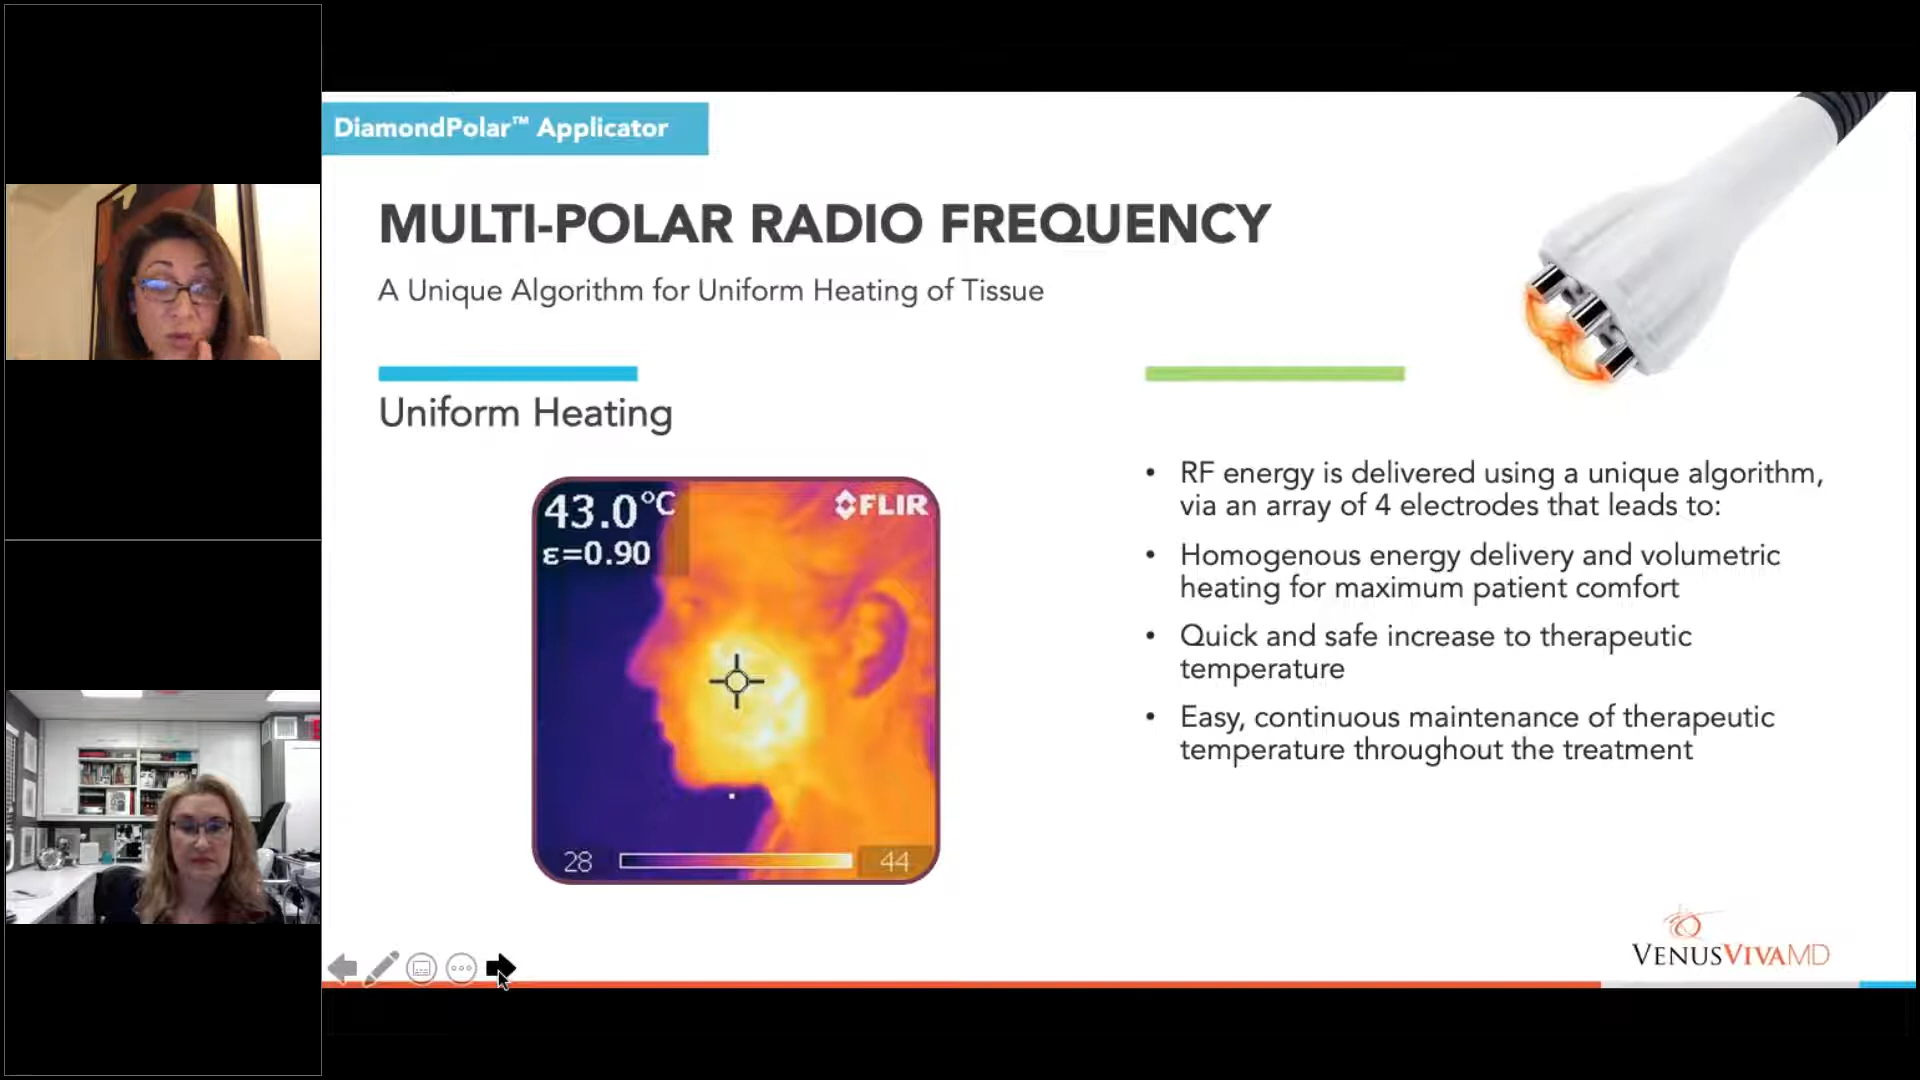 DiamondPolar™ Applicator
MULTI-POLAR RADIO FREQUENCY
A Unique Algorithm for Uniform Heating of Tissue
Uniform Heating
43.0°C
FLIR
ε=0.90
28
44
• RF energy is delivered using a unique algorithm,
via an array of 4 electrodes that leads to:
• Homogenous energy delivery and volumetric
heating for maximum patient comfort
• Quick and safe increase to therapeutic
temperature
• Easy, continuous maintenance of therapeutic
temperature throughout the treatment
VENUSVIVAMD